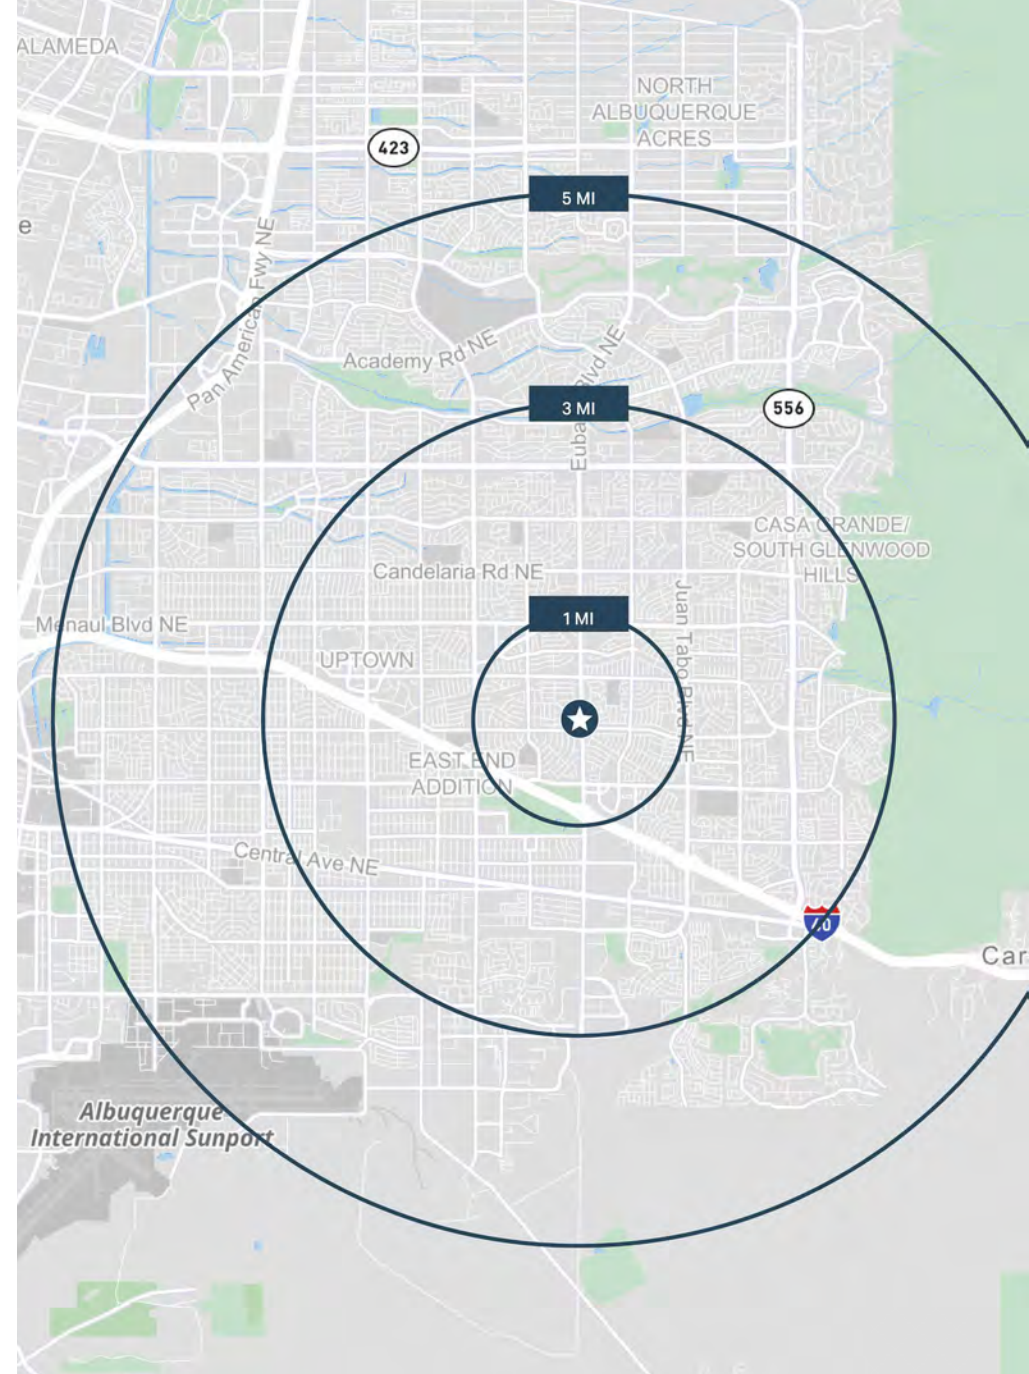 ALAMEDA
NORTH
ALBUQUERQUE
ACRES
423
5 MI
e
Pan American Fwy NE
Academy Rd NE
Blvd NE
3 MI
556
Euba
CASA GRANDE/
SOUTH GLENWOOD
HILLS
Candelaria Rd NE
Juan Tabo Blvd NE
1 MI
Menaul Blvd NE
UPTOWN
EAST END
ADDITION
Central Ave NE
40
Car
Albuquerque
International Sunport